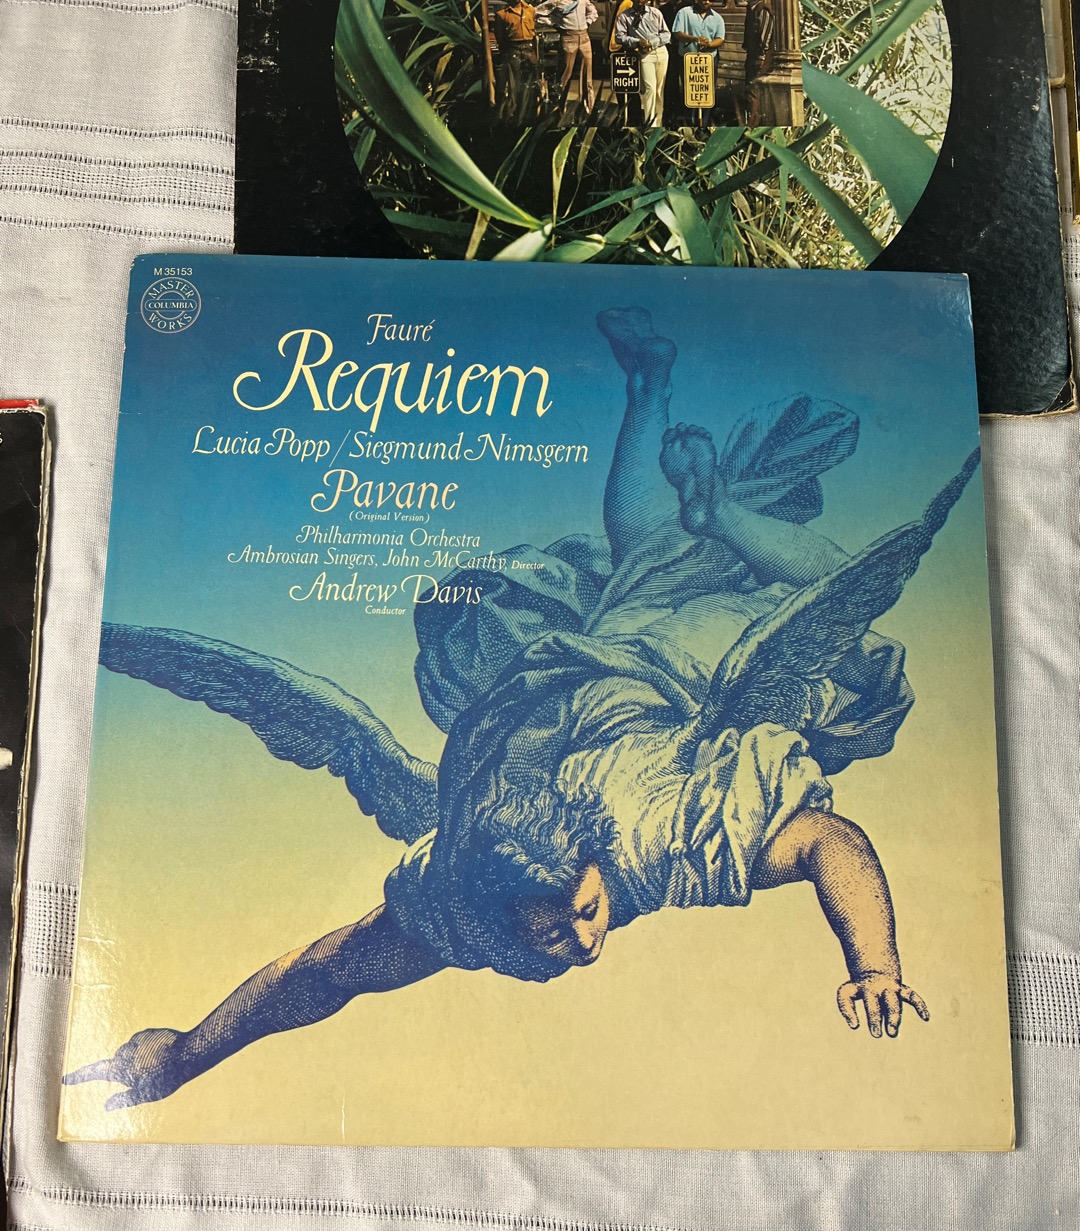 KEEP
RIGHT
LEFT
LANE
MUST
TURN
LEFT
M 35153
MASTER
COLUMBIA
WORKS
Fauré
Requiem
Lucia Popp / Siegmund Nimsgern
Pavane
(Original Version)
Philharmonia Orchestra
Ambrosian Singers, John McCarthy, Director
Andrew Davis
Conductor